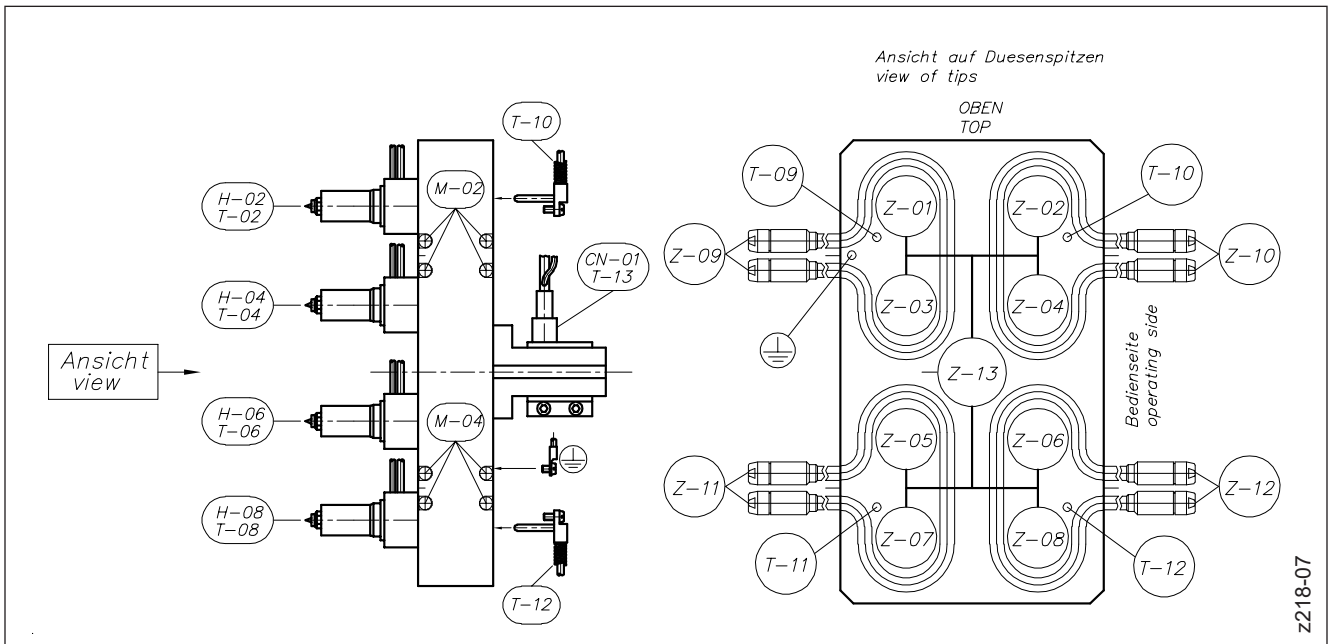 Ansicht auf Duesenspitzen
view of tips
OBEN
TOP
T-10
H-02
T-02
M-02
CN-01
T-13
H-04
T-04
Ansicht
view
H-06
T-06
M-04
H-08
T-08
T-12
T-09
T-10
Z-01
Z-02
Z-09
Z-10
Z-03
Z-04
Z-13
Bedienseite
operating side
Z-05
Z-06
Z-11
Z-12
Z-07
Z-08
T-11
T-12
z218-07